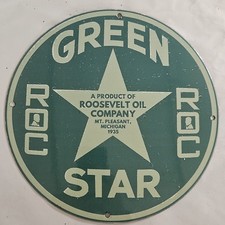 GREEN
A PRODUCT OF
ROOSEVELT OIL
COMPANY
MT. PLEASANT,
MICHIGAN
1935
ROC
ROC
STAR